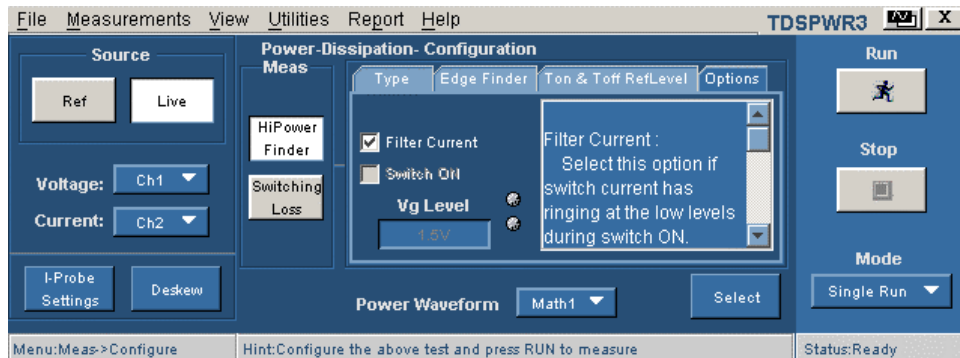 File Measurements View Utilities Report Help TDSPWR3 X
Source
Ref Live
Voltage: Ch1
Current: Ch2
I-Probe
Settings
Deskew
Power-Dissipation- Configuration
Meas
HiPower
Finder
Switching
Loss
Type Edge Finder Ton & Toff RefLevel Options
Filter Current
Switch ON
Vg Level
1.5V
Filter Current :
Select this option if
switch current has
ringing at the low levels
during switch ON.
Power Waveform Math1 Select
Run
Stop
Mode
Single Run
Menu:Meas->Configure Hint:Configure the above test and press RUN to measure Status:Ready